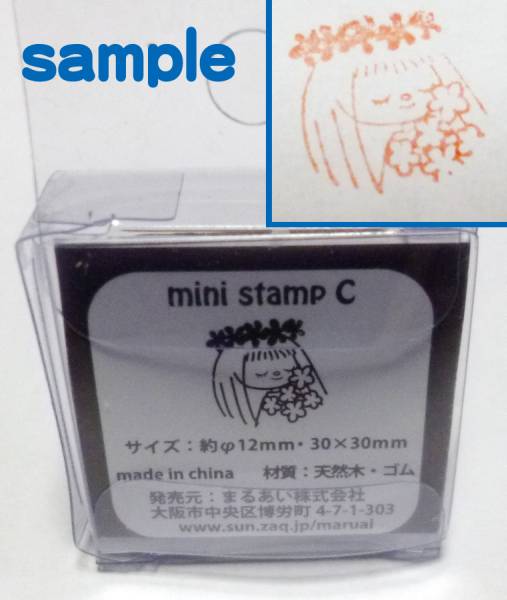 sample
mini stamp C
サイズ：約φ12mm・30×30mm
made in china 材質：天然木・ゴム
発売元：まるあい株式会社
大阪市中央区博労町 4-7-1-303
www.sun.zaq.jp/maruai